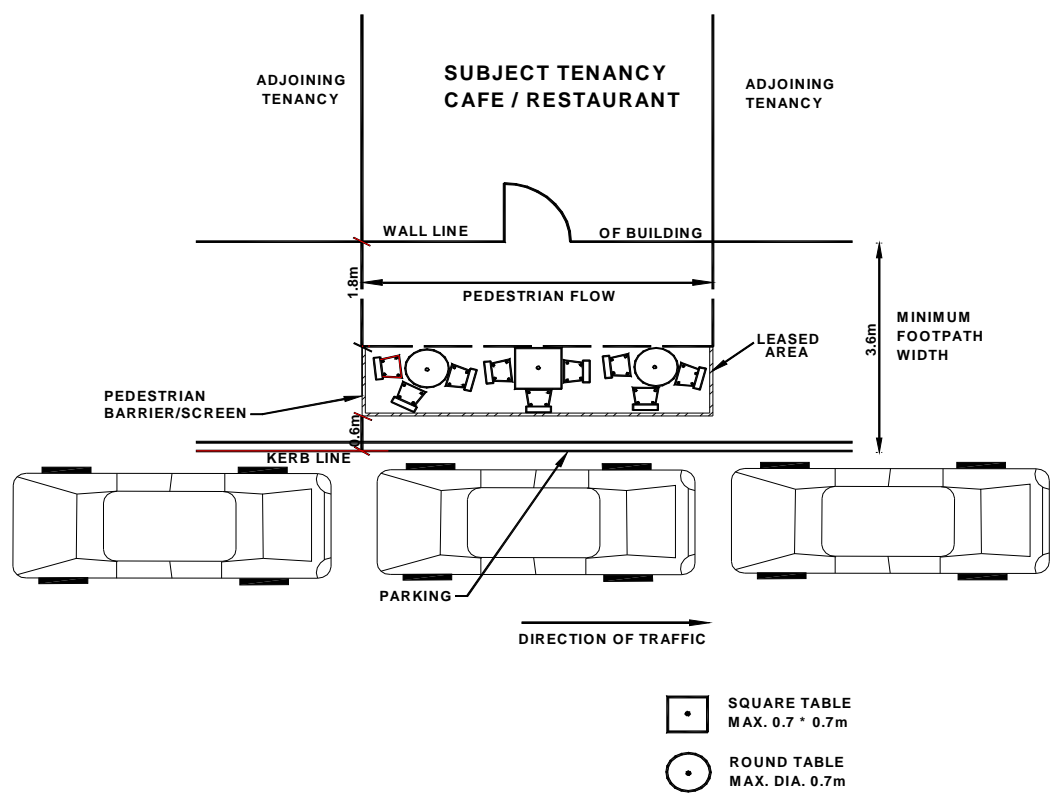 SUBJECT TENANCY
CAFE / RESTAURANT
ADJOINING
TENANCY
ADJOINING
TENANCY
WALL LINE
OF BUILDING
1.8m
PEDESTRIAN FLOW
3.6m
MINIMUM
FOOTPATH
WIDTH
LEASED
AREA
PEDESTRIAN
BARRIER/SCREEN
0.6m
KERB LINE
PARKING
DIRECTION OF TRAFFIC
SQUARE TABLE
MAX. 0.7 * 0.7m
ROUND TABLE
MAX. DIA. 0.7m